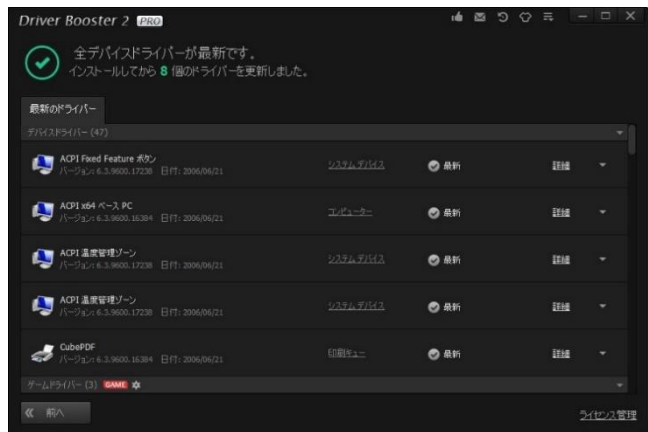 Driver Booster 2 PRO
全デバイスドライバーが最新です。
インストールしてから 8 個のドライバーを更新しました。
最新のドライバー
デバイスドライバー (47)
ACPI Fixed Feature ボタン
システム デバイス
最新
詳細
バージョン: 6.3.9600.17238 日付: 2006/06/21
ACPI x64 ベース PC
コンピューター
最新
詳細
バージョン: 6.3.9600.16384 日付: 2006/06/21
ACPI 温度管理ゾーン
システム デバイス
最新
詳細
バージョン: 6.3.9600.17238 日付: 2006/06/21
ACPI 温度管理ゾーン
システム デバイス
最新
詳細
バージョン: 6.3.9600.17238 日付: 2006/06/21
CubePDF
印刷キュー
最新
詳細
バージョン: 6.3.9600.16384 日付: 2006/06/21
ゲームドライバー (3) GAME
前へ
ライセンス管理